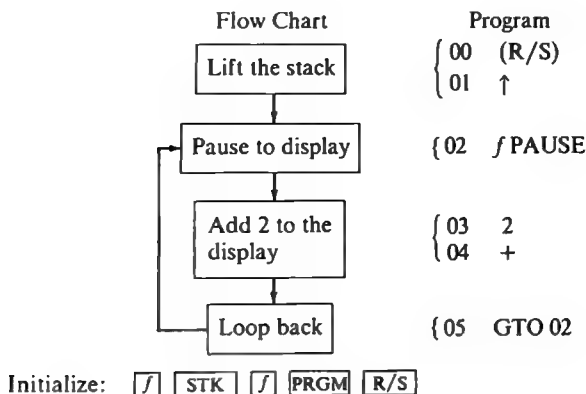 Flow Chart Program
Lift the stack { 00 (R/S)
01 ↑
Pause to display { 02 f PAUSE
Add 2 to the { 03 2
display 04 +
Loop back { 05 GTO 02
Initialize: f STK f PRGM R/S